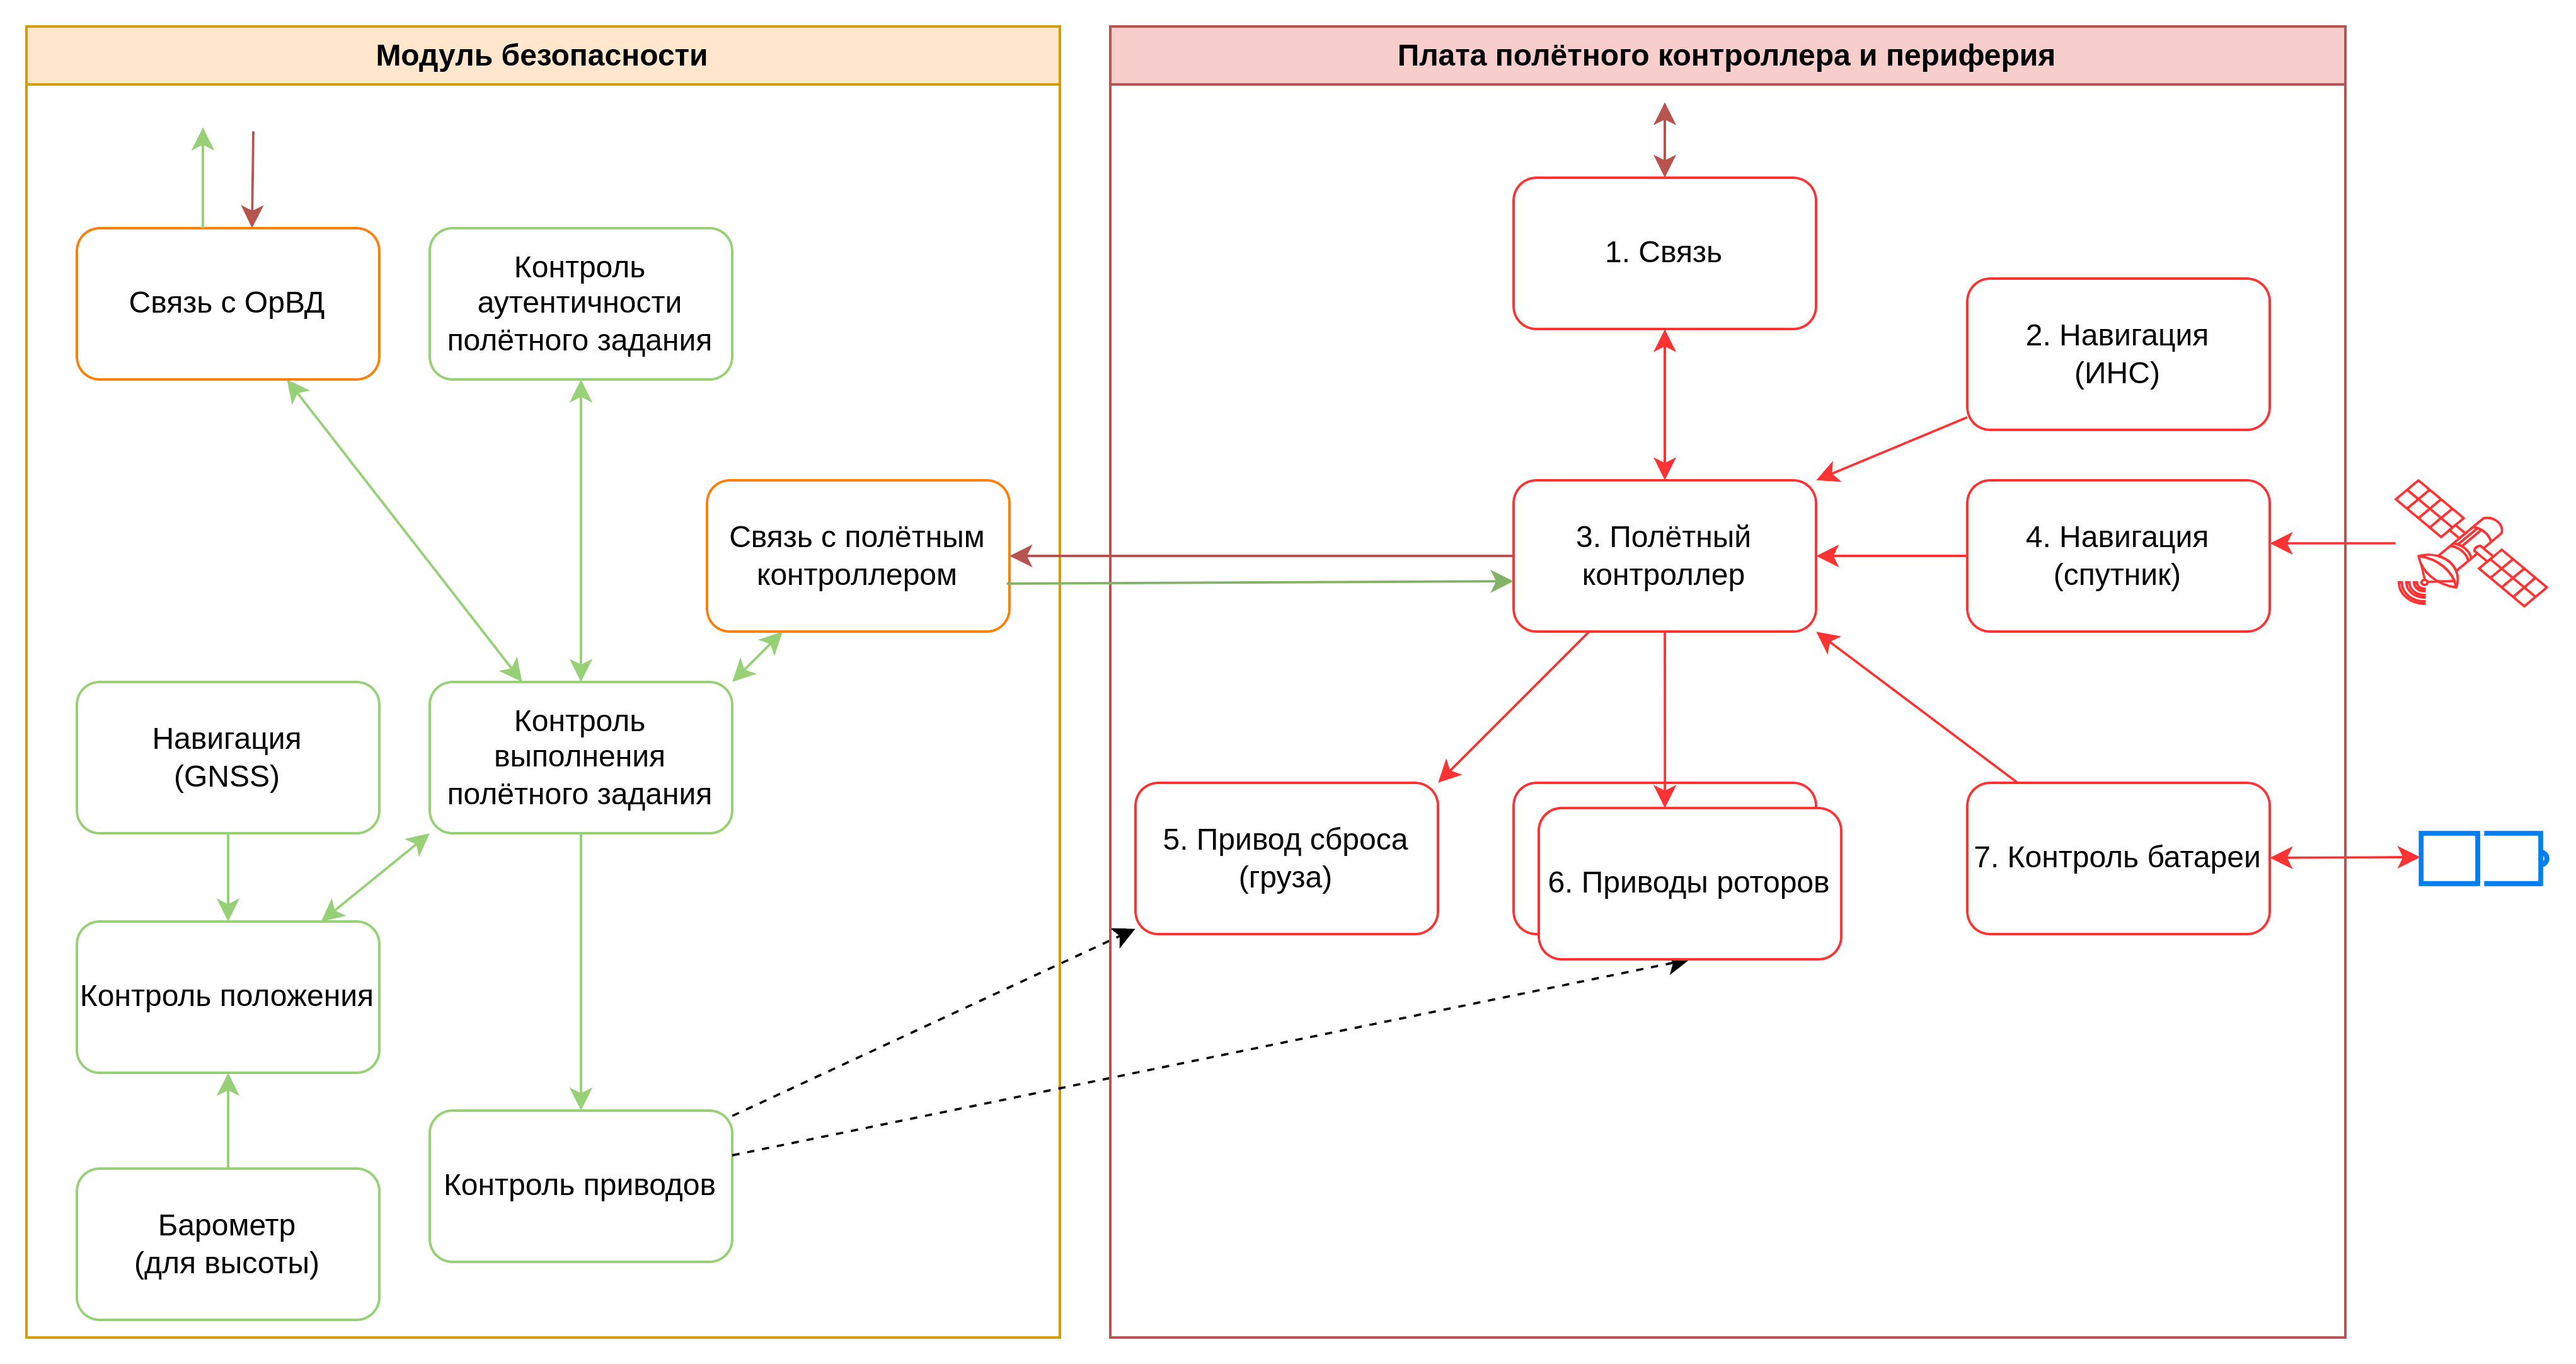 Модуль безопасности
Связь с ОрВД
Контроль
аутентичности
полётного задания
Связь с полётным
контроллером
Навигация
(GNSS)
Контроль
выполнения
полётного задания
Контроль положения
Барометр
(для высоты)
Контроль приводов
Плата полётного контроллера и периферия
1. Связь
2. Навигация
(ИНС)
3. Полётный
контроллер
4. Навигация
(спутник)
5. Привод сброса
(груза)
6. Приводы роторов
7. Контроль батареи